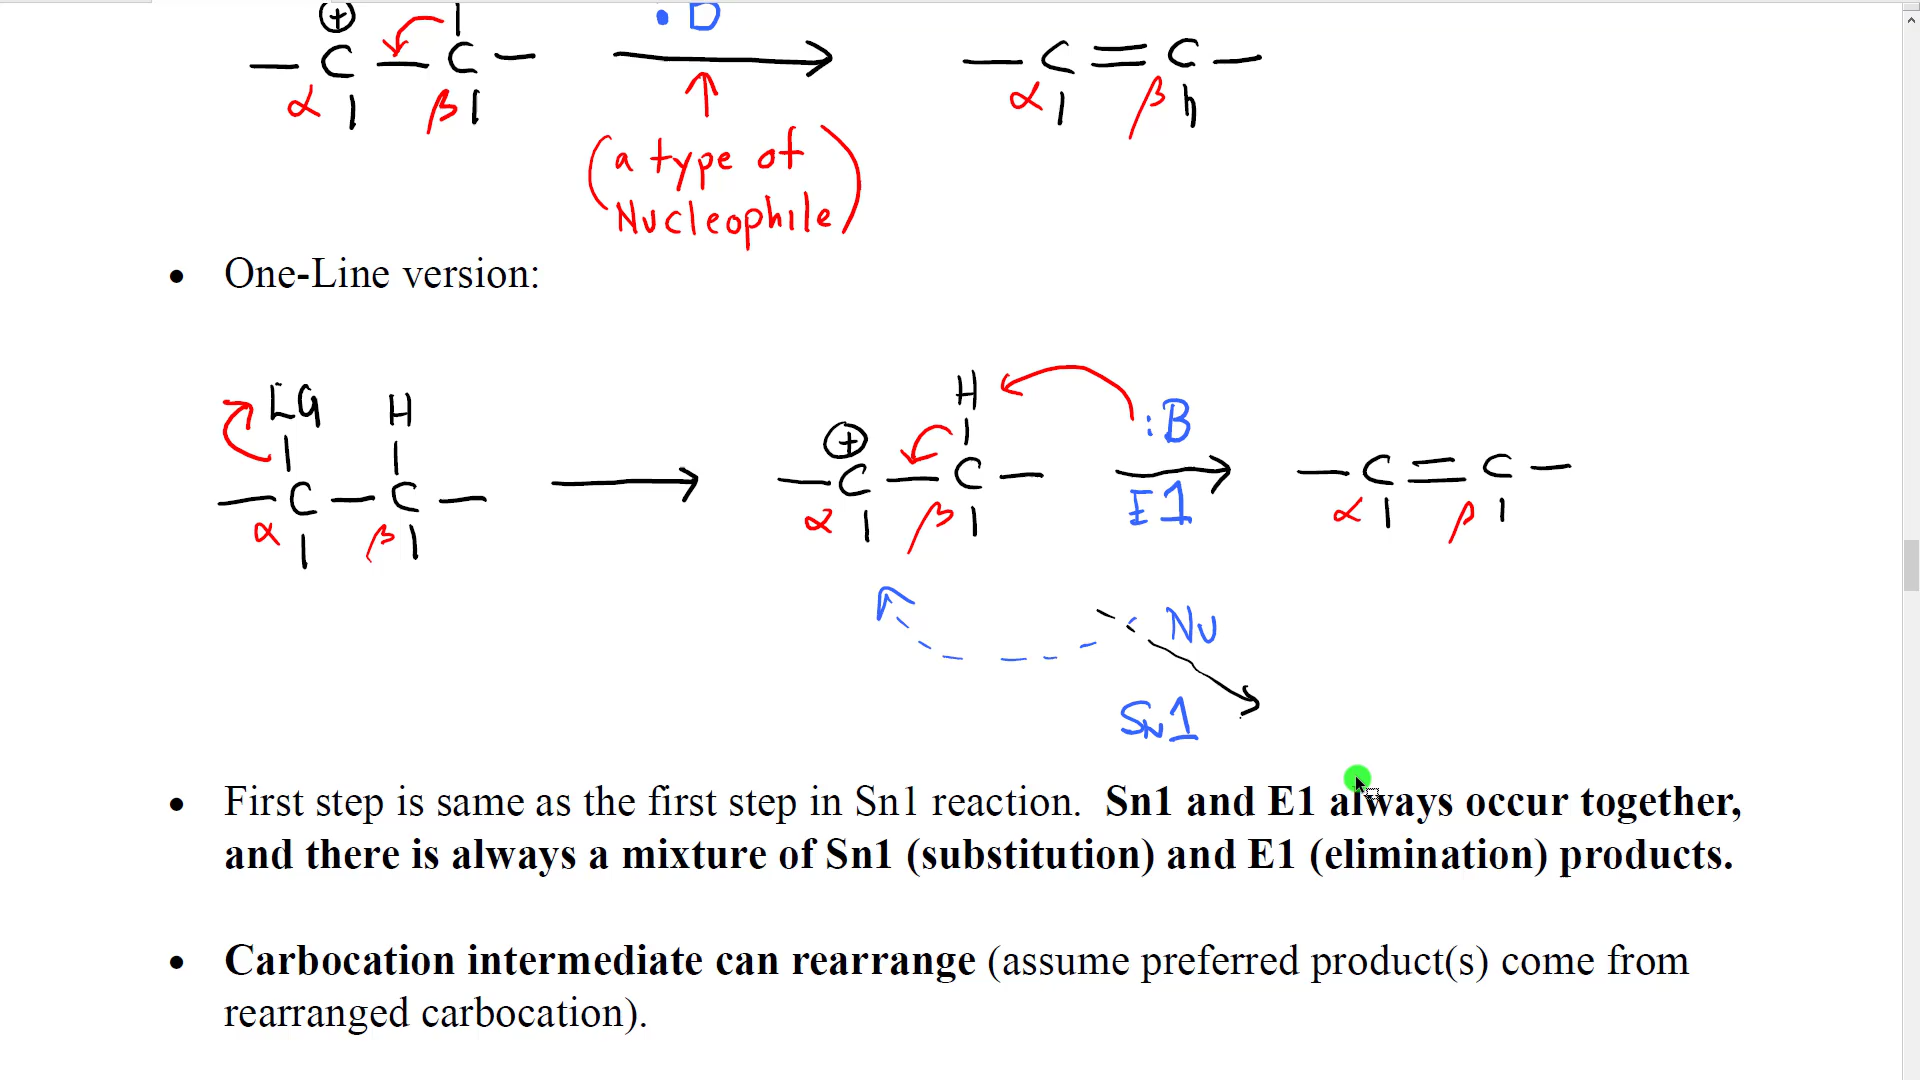 ⊕
: B
— C — C —   → — C = C —
α β α β
(a type of
Nucleophile)
• One-Line version:
H
LG H ⊕ : B
— C — C — → — C — C — → — C = C —
α β α β E1 α β
: Nu
Sn1
• First step is same as the first step in Sn1 reaction. Sn1 and E1 always occur together,
and there is always a mixture of Sn1 (substitution) and E1 (elimination) products.
• Carbocation intermediate can rearrange (assume preferred product(s) come from
rearranged carbocation).